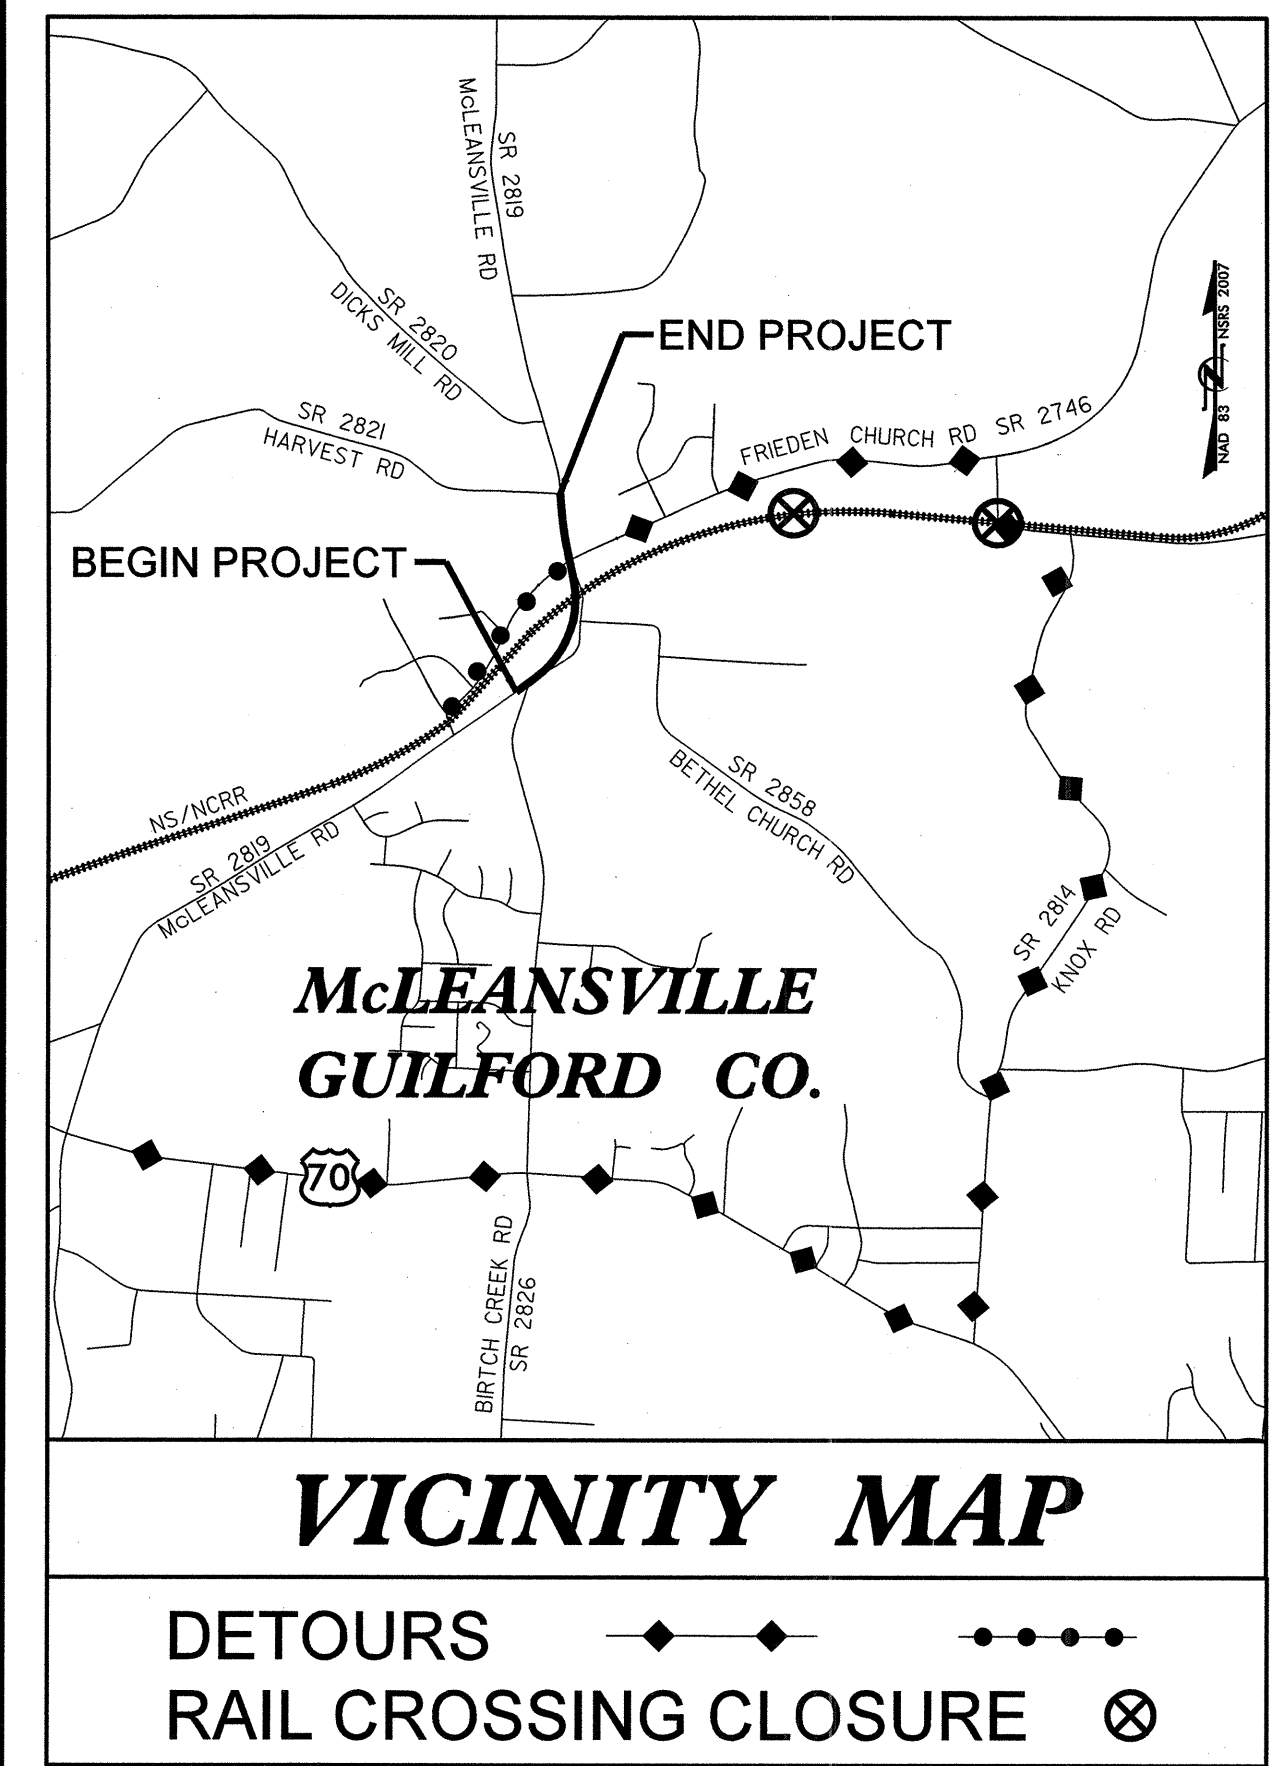 McLEANSVILLE RD
SR 2819
SR 2820
DICKS MILL RD
NAD 83
NSRS 2007
END PROJECT
SR 2821
HARVEST RD
FRIEDEN CHURCH RD SR 2746
BEGIN PROJECT
NS/NCRR
SR 2819
McLEANSVILLE RD
SR 2858
BETHEL CHURCH RD
SR 2814
KNOX RD
McLEANSVILLE
GUILFORD CO.
70
BIRTCH CREEK RD
SR 2826
VICINITY MAP
DETOURS
RAIL CROSSING CLOSURE